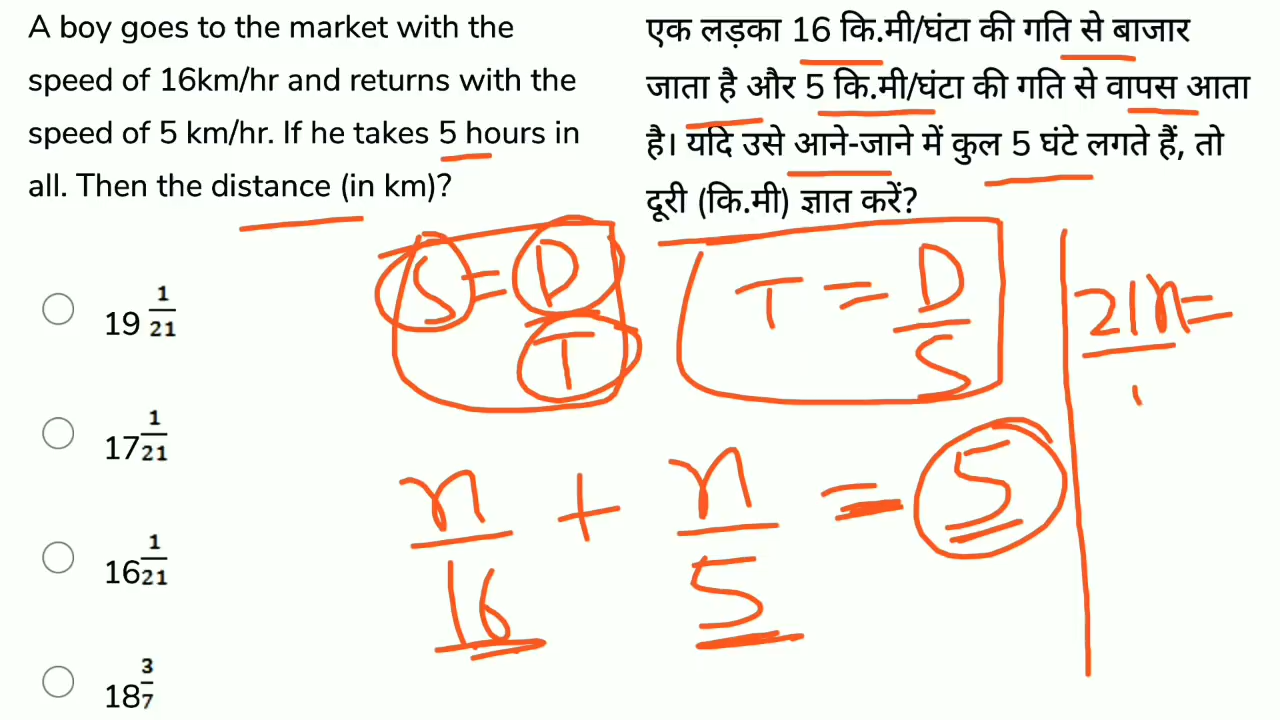 A boy goes to the market with the
speed of 16km/hr and returns with the
speed of 5 km/hr. If he takes 5 hours in
all. Then the distance (in km)?
एक लड़का 16 कि.मी/घंटा की गति से बाजार
जाता है और 5 कि.मी/घंटा की गति से वापस आता
है। यदि उसे आने-जाने में कुल 5 घंटे लगते हैं, तो
दूरी (कि.मी) ज्ञात करें?
19 1/21
17 1/21
16 1/21
18 3/7
S = D/T
T = D/S
n/16 + n/5 = 5
21n =